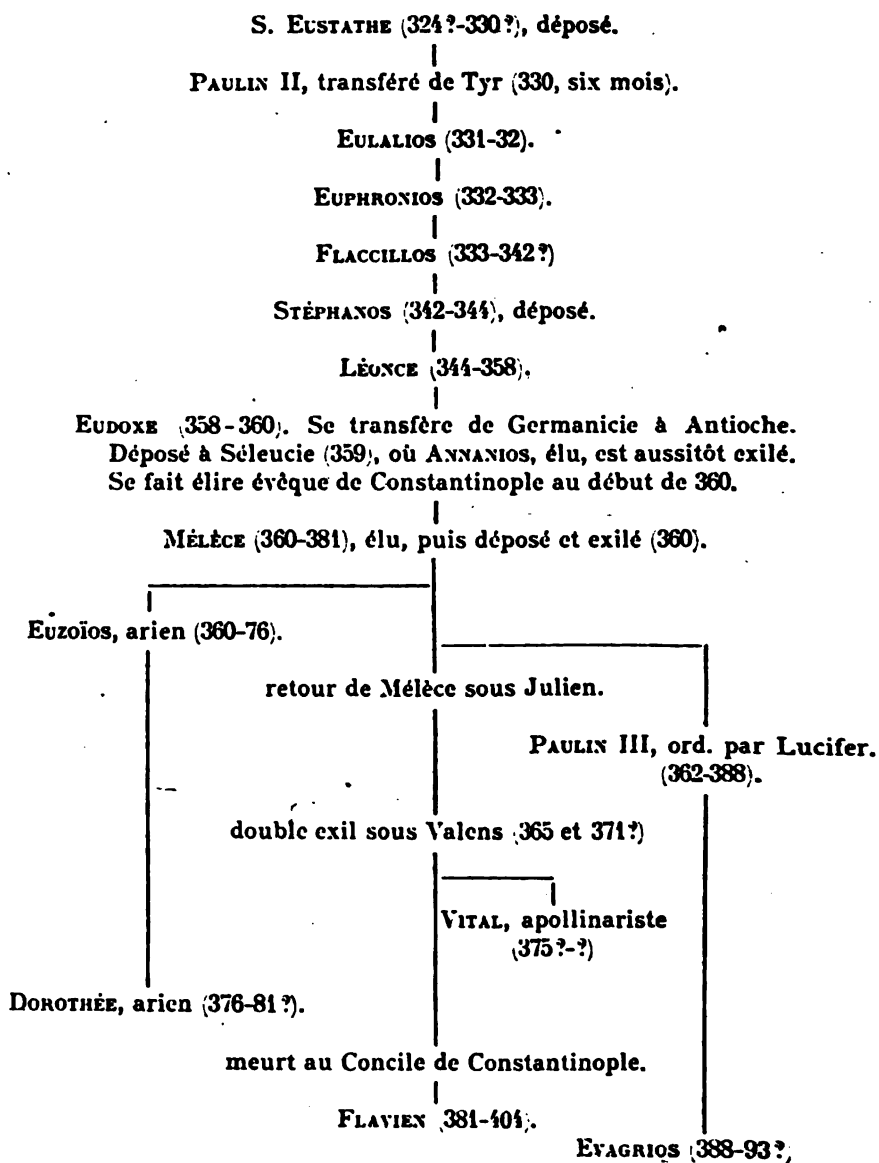 S. EUSTATHE (324?-330?), déposé.
PAULIN II, transféré de Tyr (330, six mois).
EULALIOS (331-32).
EUPHRONIOS (332-333).
FLACCILLOS (333-342?)
STÉPHANOS (342-344), déposé.
LÉONCE (344-358).
EUDOXE (358-360). Se transfère de Germanicie à Antioche.
Déposé à Séleucie (359), où ANNANIOS, élu, est aussitôt exilé.
Se fait élire évêque de Constantinople au début de 360.
MÉLÈCE (360-381), élu, puis déposé et exilé (360).
EUZOÏOS, arien (360-76).
retour de Mélèce sous Julien.
PAULIN III, ord. par Lucifer.
(362-388).
double exil sous Valens (365 et 371?)
VITAL, apollinariste
(375?-?)
DOROTHÉE, arien (376-81?).
meurt au Concile de Constantinople.
FLAVIEN (381-404).
EVAGRIOS (388-93?)